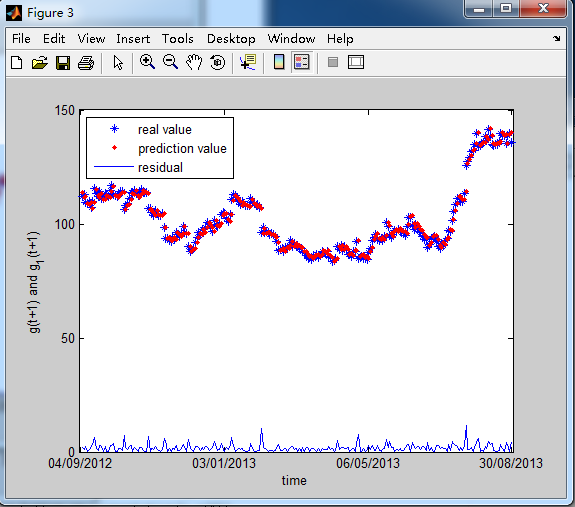 Figure 3
File Edit View Insert Tools Desktop Window Help
150
100
50
0
real value
prediction value
residual
g(t+1) and g1(t+1)
04/09/2012 03/01/2013 06/05/2013 30/08/2013
time